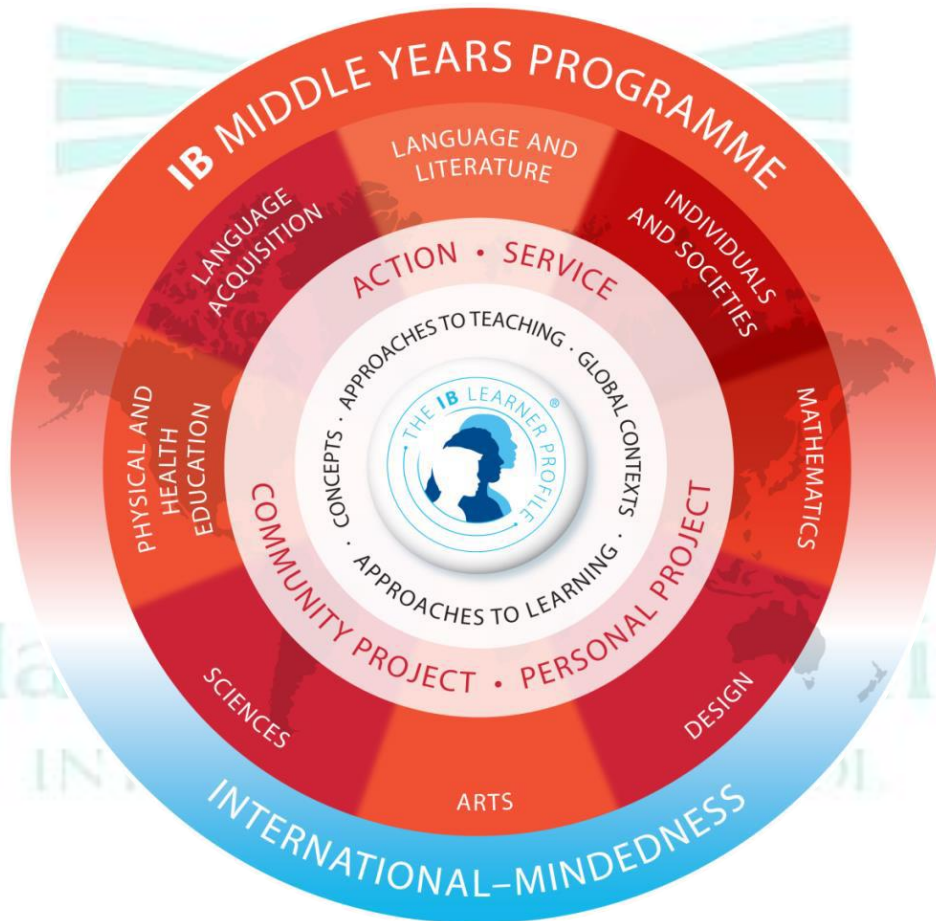 IB MIDDLE YEARS PROGRAMME
LANGUAGE AND
LITERATURE
INDIVIDUALS
AND SOCIETIES
MATHEMATICS
DESIGN
ARTS
SCIENCES
PHYSICAL AND
HEALTH
EDUCATION
LANGUAGE
ACQUISITION
ACTION • SERVICE
PERSONAL PROJECT
•
COMMUNITY PROJECT
APPROACHES TO TEACHING · GLOBAL CONTEXTS · APPROACHES TO LEARNING · CONCEPTS ·
THE IB LEARNER PROFILE ®
INTERNATIONAL–MINDEDNESS